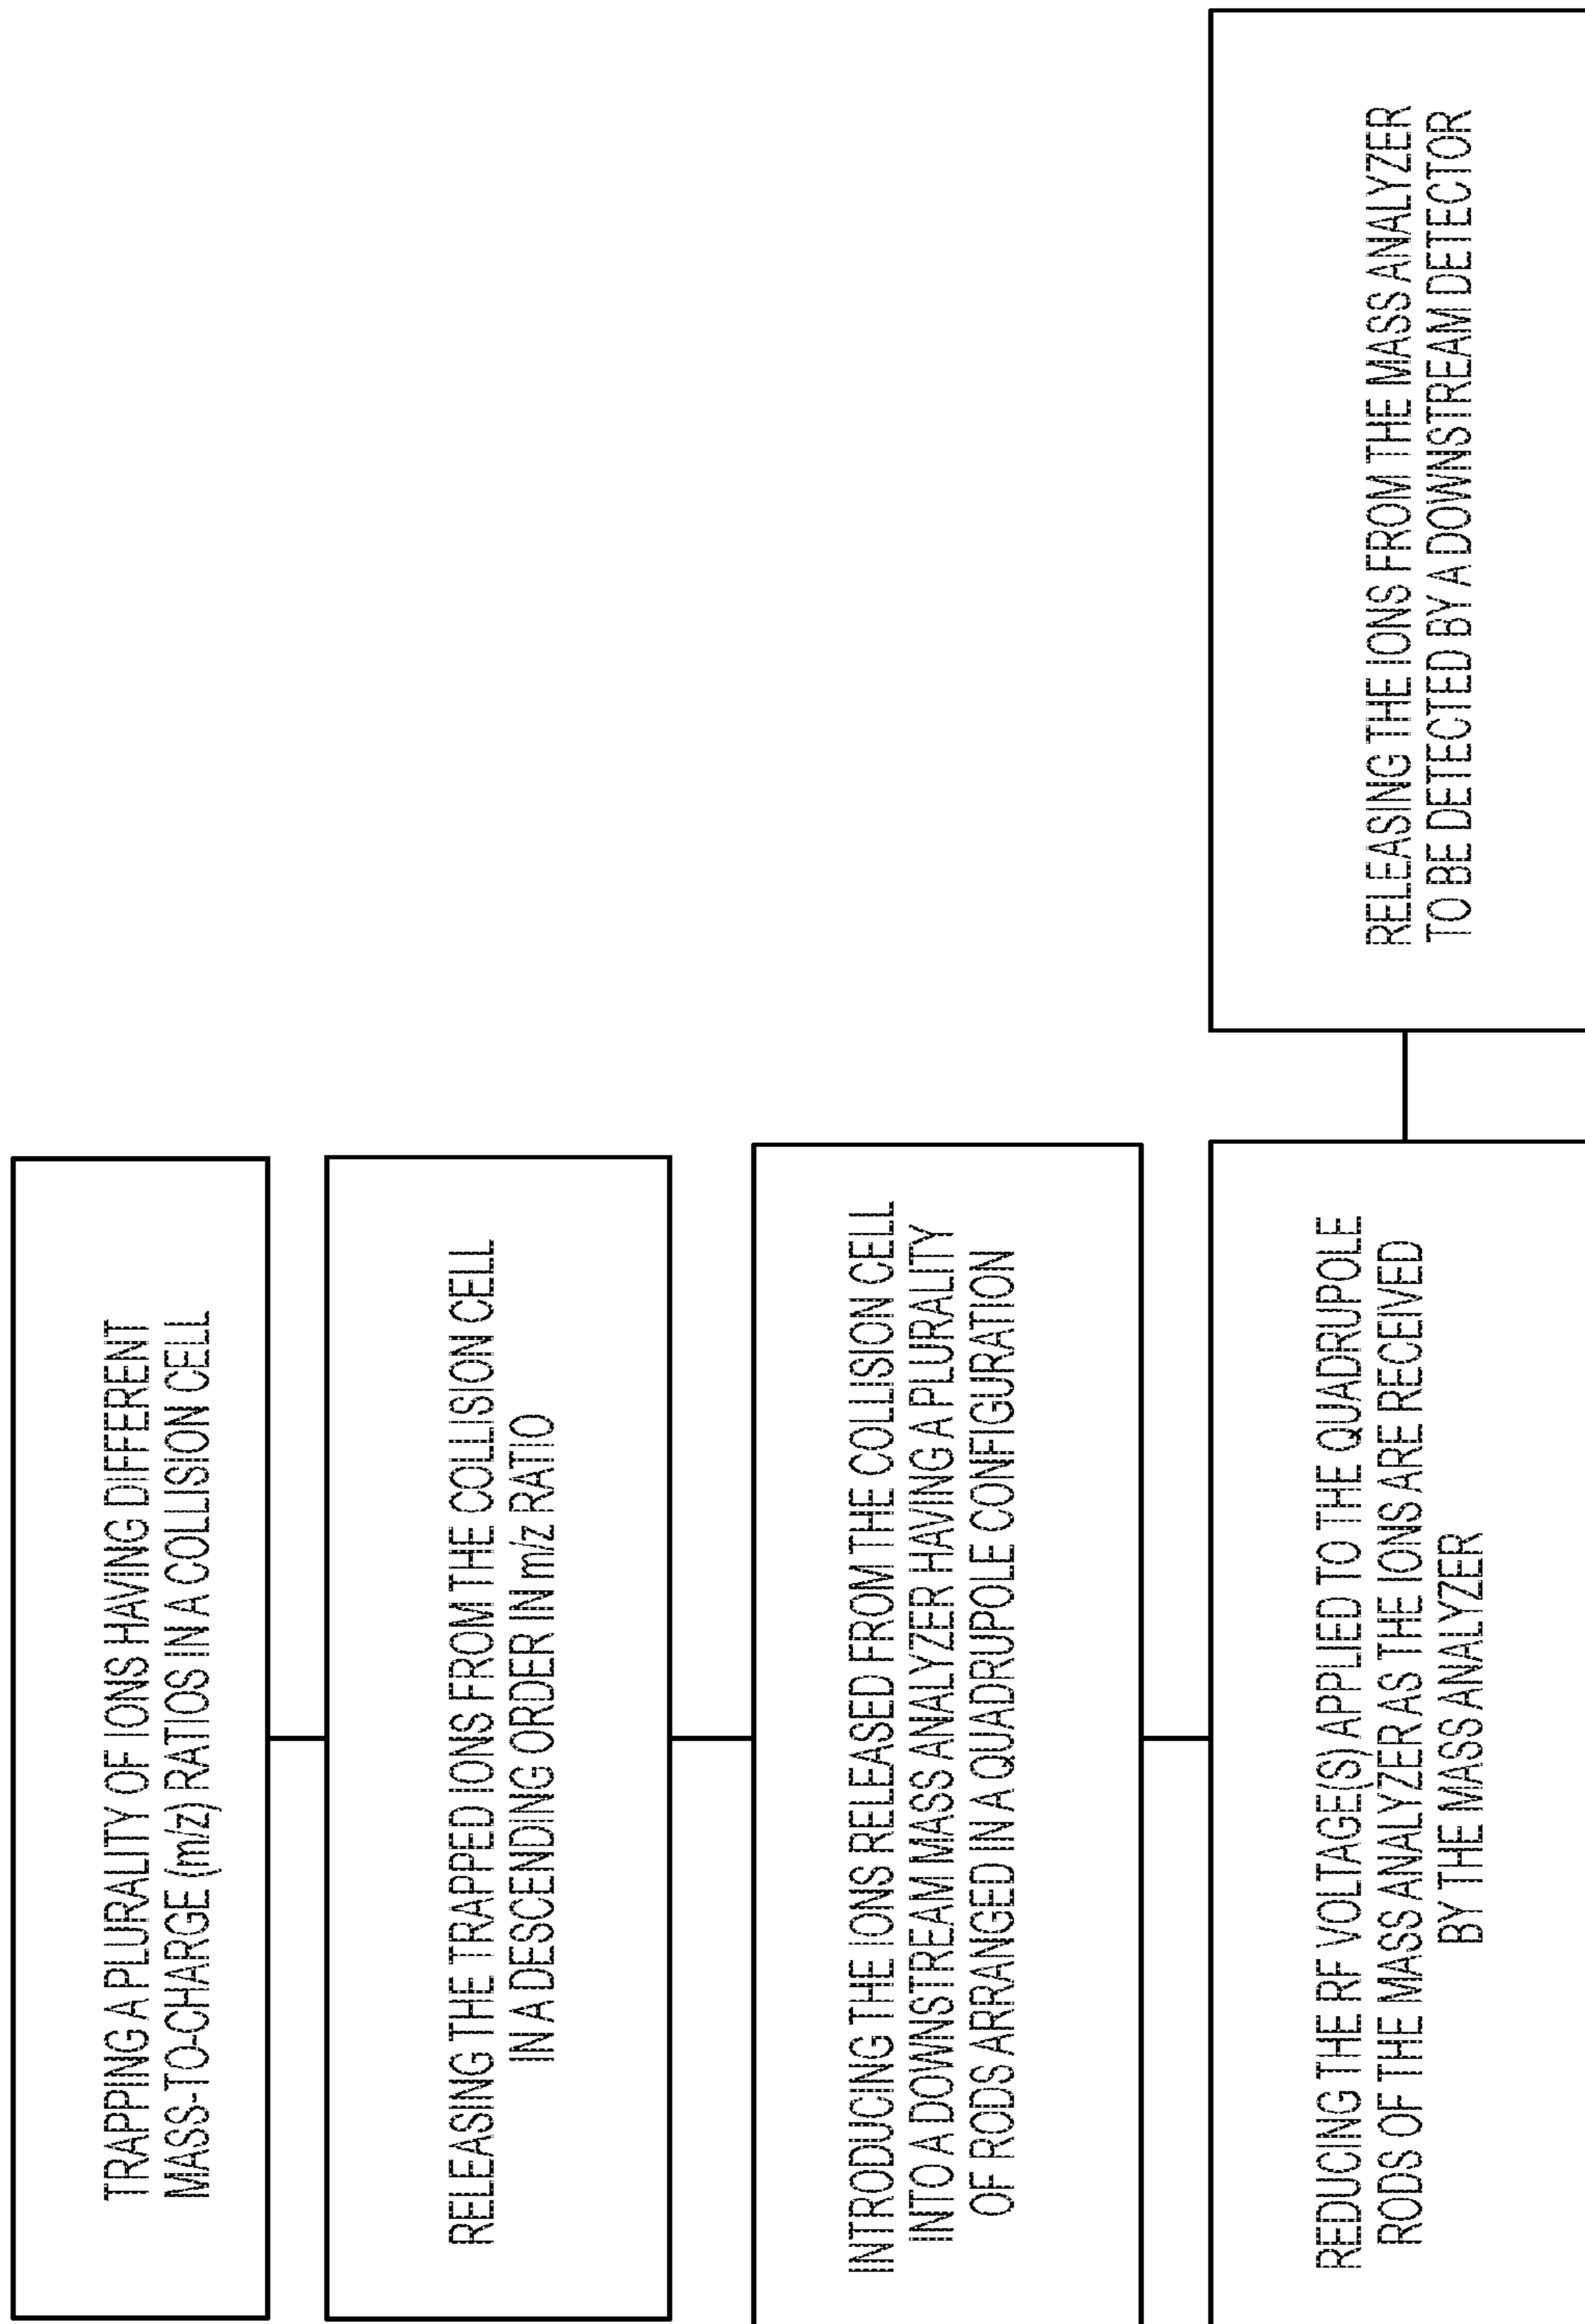 TRAPPING A PLURALITY OF IONS HAVING DIFFERENT
MASS-TO-CHARGE (m/z) RATIOS IN A COLLISION CELL
RELEASING THE TRAPPED IONS FROM THE COLLISION CELL
IN A DESCENDING ORDER IN m/z RATIO
INTRODUCING THE IONS RELEASED FROM THE COLLISION CELL
INTO A DOWNSTREAM MASS ANALYZER HAVING A PLURALITY
OF RODS ARRANGED IN A QUADRUPOLE CONFIGURATION
REDUCING THE RF VOLTAGE(S) APPLIED TO THE QUADRUPOLE
RODS OF THE MASS ANALYZER AS THE IONS ARE RECEIVED
BY THE MASS ANALYZER
RELEASING THE IONS FROM THE MASS ANALYZER
TO BE DETECTED BY A DOWNSTREAM DETECTOR